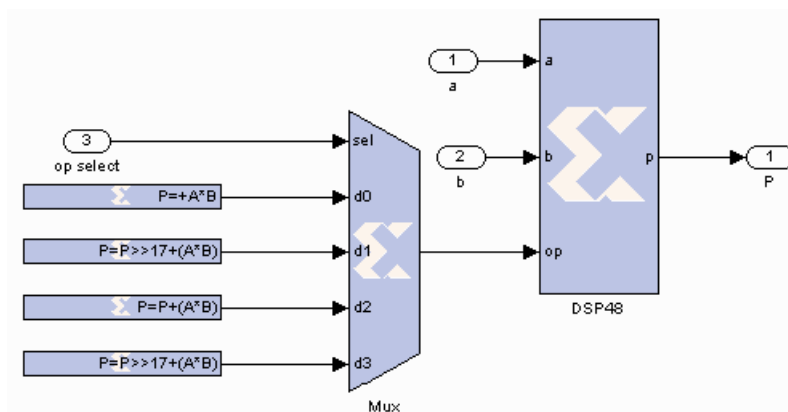 1
a
a
3
op select
sel
2
b
b
p
1
P
P=+A*B
d0
P=P>>17+(A*B)
d1
op
P=P+(A*B)
d2
DSP48
P=P>>17+(A*B)
d3
Mux